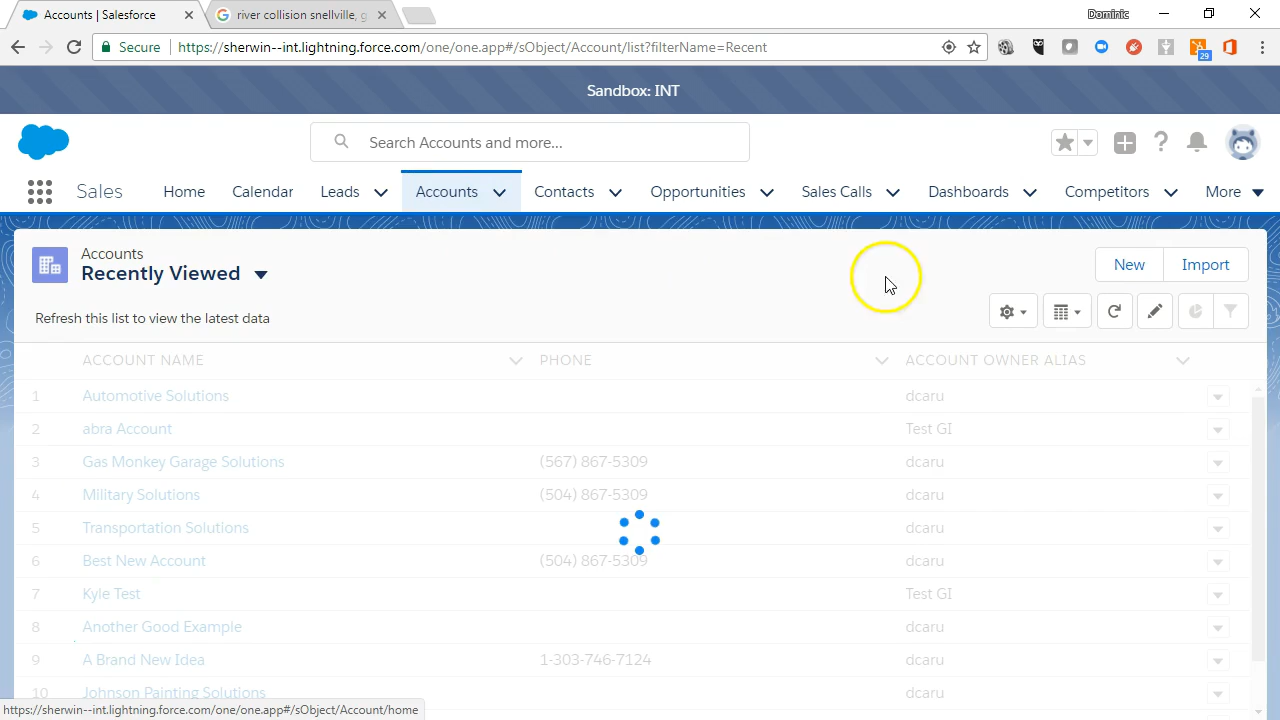 Accounts | Salesforce
river collision snellville, g
Dominic
Secure
https://sherwin--int.lightning.force.com/one/one.app#/sObject/Account/list?filterName=Recent
29
Sandbox: INT
Search Accounts and more...
Sales
Home
Calendar
Leads
Accounts
Contacts
Opportunities
Sales Calls
Dashboards
Competitors
More
Accounts
Recently Viewed
New
Import
Refresh this list to view the latest data
ACCOUNT NAME
PHONE
ACCOUNT OWNER ALIAS
1 Automotive Solutions dcaru
2 abra Account Test GI
3 Gas Monkey Garage Solutions (567) 867-5309 dcaru
4 Military Solutions (504) 867-5309 dcaru
5 Transportation Solutions dcaru
6 Best New Account (504) 867-5309 dcaru
7 Kyle Test Test GI
8 Another Good Example dcaru
9 A Brand New Idea 1-303-746-7124 dcaru
10 Johnson Painting Solutions dcaru
https://sherwin--int.lightning.force.com/one/one.app#/sObject/Account/home